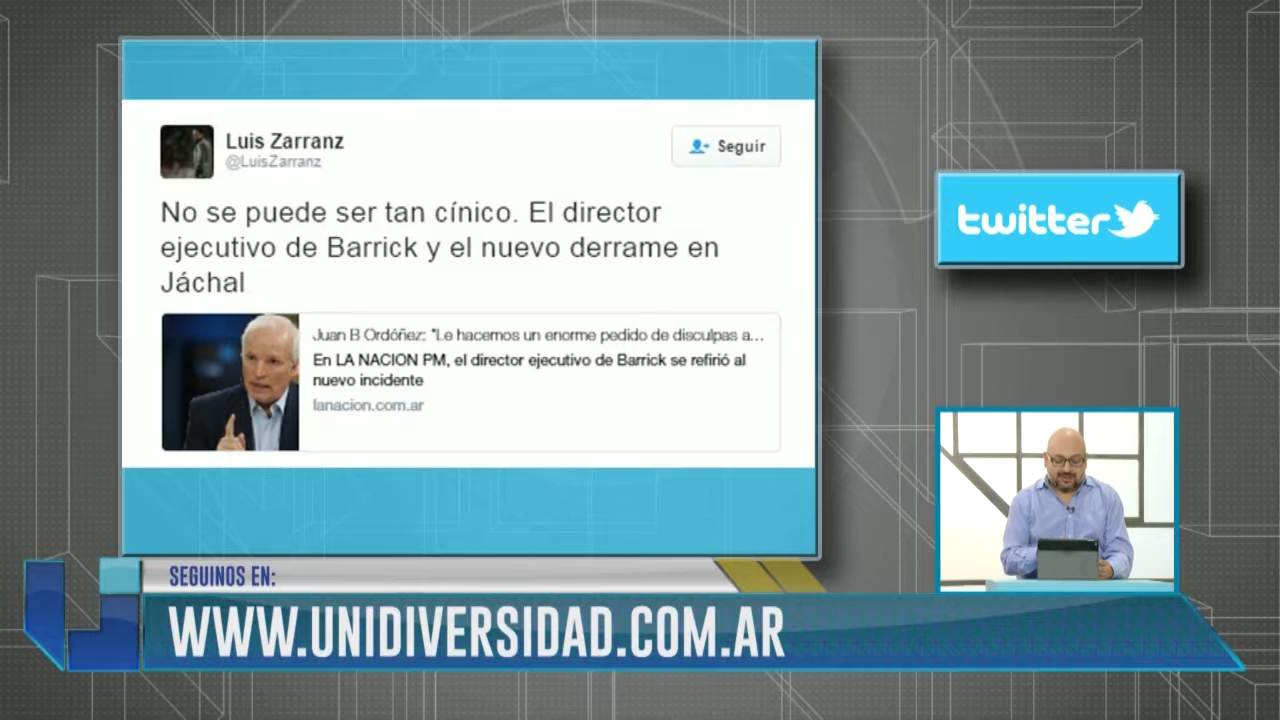 Luis Zarranz
@LuisZarranz
Seguir
No se puede ser tan cínico. El director
ejecutivo de Barrick y el nuevo derrame en
Jáchal
Juan B Ordóñez: "Le hacemos un enorme pedido de disculpas a...
En LA NACION PM, el director ejecutivo de Barrick se refirió al
nuevo incidente
lanacion.com.ar
twitter
SEGUINOS EN:
WWW.UNIDIVERSIDAD.COM.AR